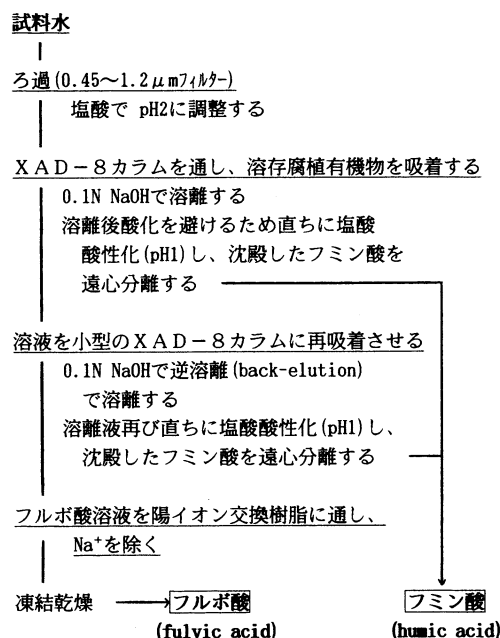 試料水
ろ過(0.45～1.2μmフィルター)
塩酸で pH2に調整する
ＸＡＤ－８カラムを通し、溶存腐植有機物を吸着する
0.1N NaOHで溶離する
溶離後酸化を避けるため直ちに塩酸
酸性化(pH1)し、沈殿したフミン酸を
遠心分離する
溶液を小型のＸＡＤ－８カラムに再吸着させる
0.1N NaOHで逆溶離(back-elution)
で溶離する
溶離液再び直ちに塩酸酸性化(pH1)し、
沈殿したフミン酸を遠心分離する
フルボ酸溶液を陽イオン交換樹脂に通し、
Na⁺を除く
凍結乾燥 フルボ酸 フミン酸
(fulvic acid) (humic acid)